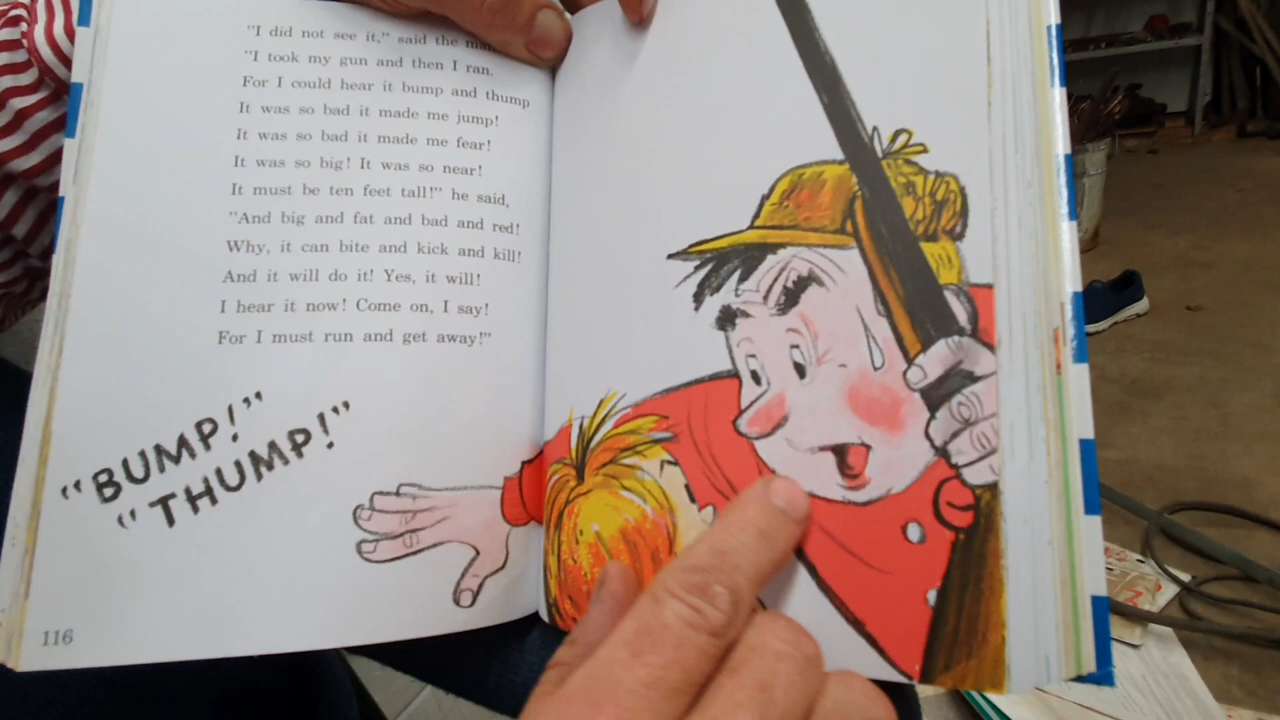 "I did not see it," said the
"I took my gun and then I ran.
For I could hear it bump and thump
It was so bad it made me jump!
It was so bad it made me fear!
It was so big! It was so near!
It must be ten feet tall!" he said,
"And big and fat and bad and red!
Why, it can bite and kick and kill!
And it will do it! Yes, it will!
I hear it now! Come on, I say!
For I must run and get away!"
"BUMP!"
"THUMP!"
116